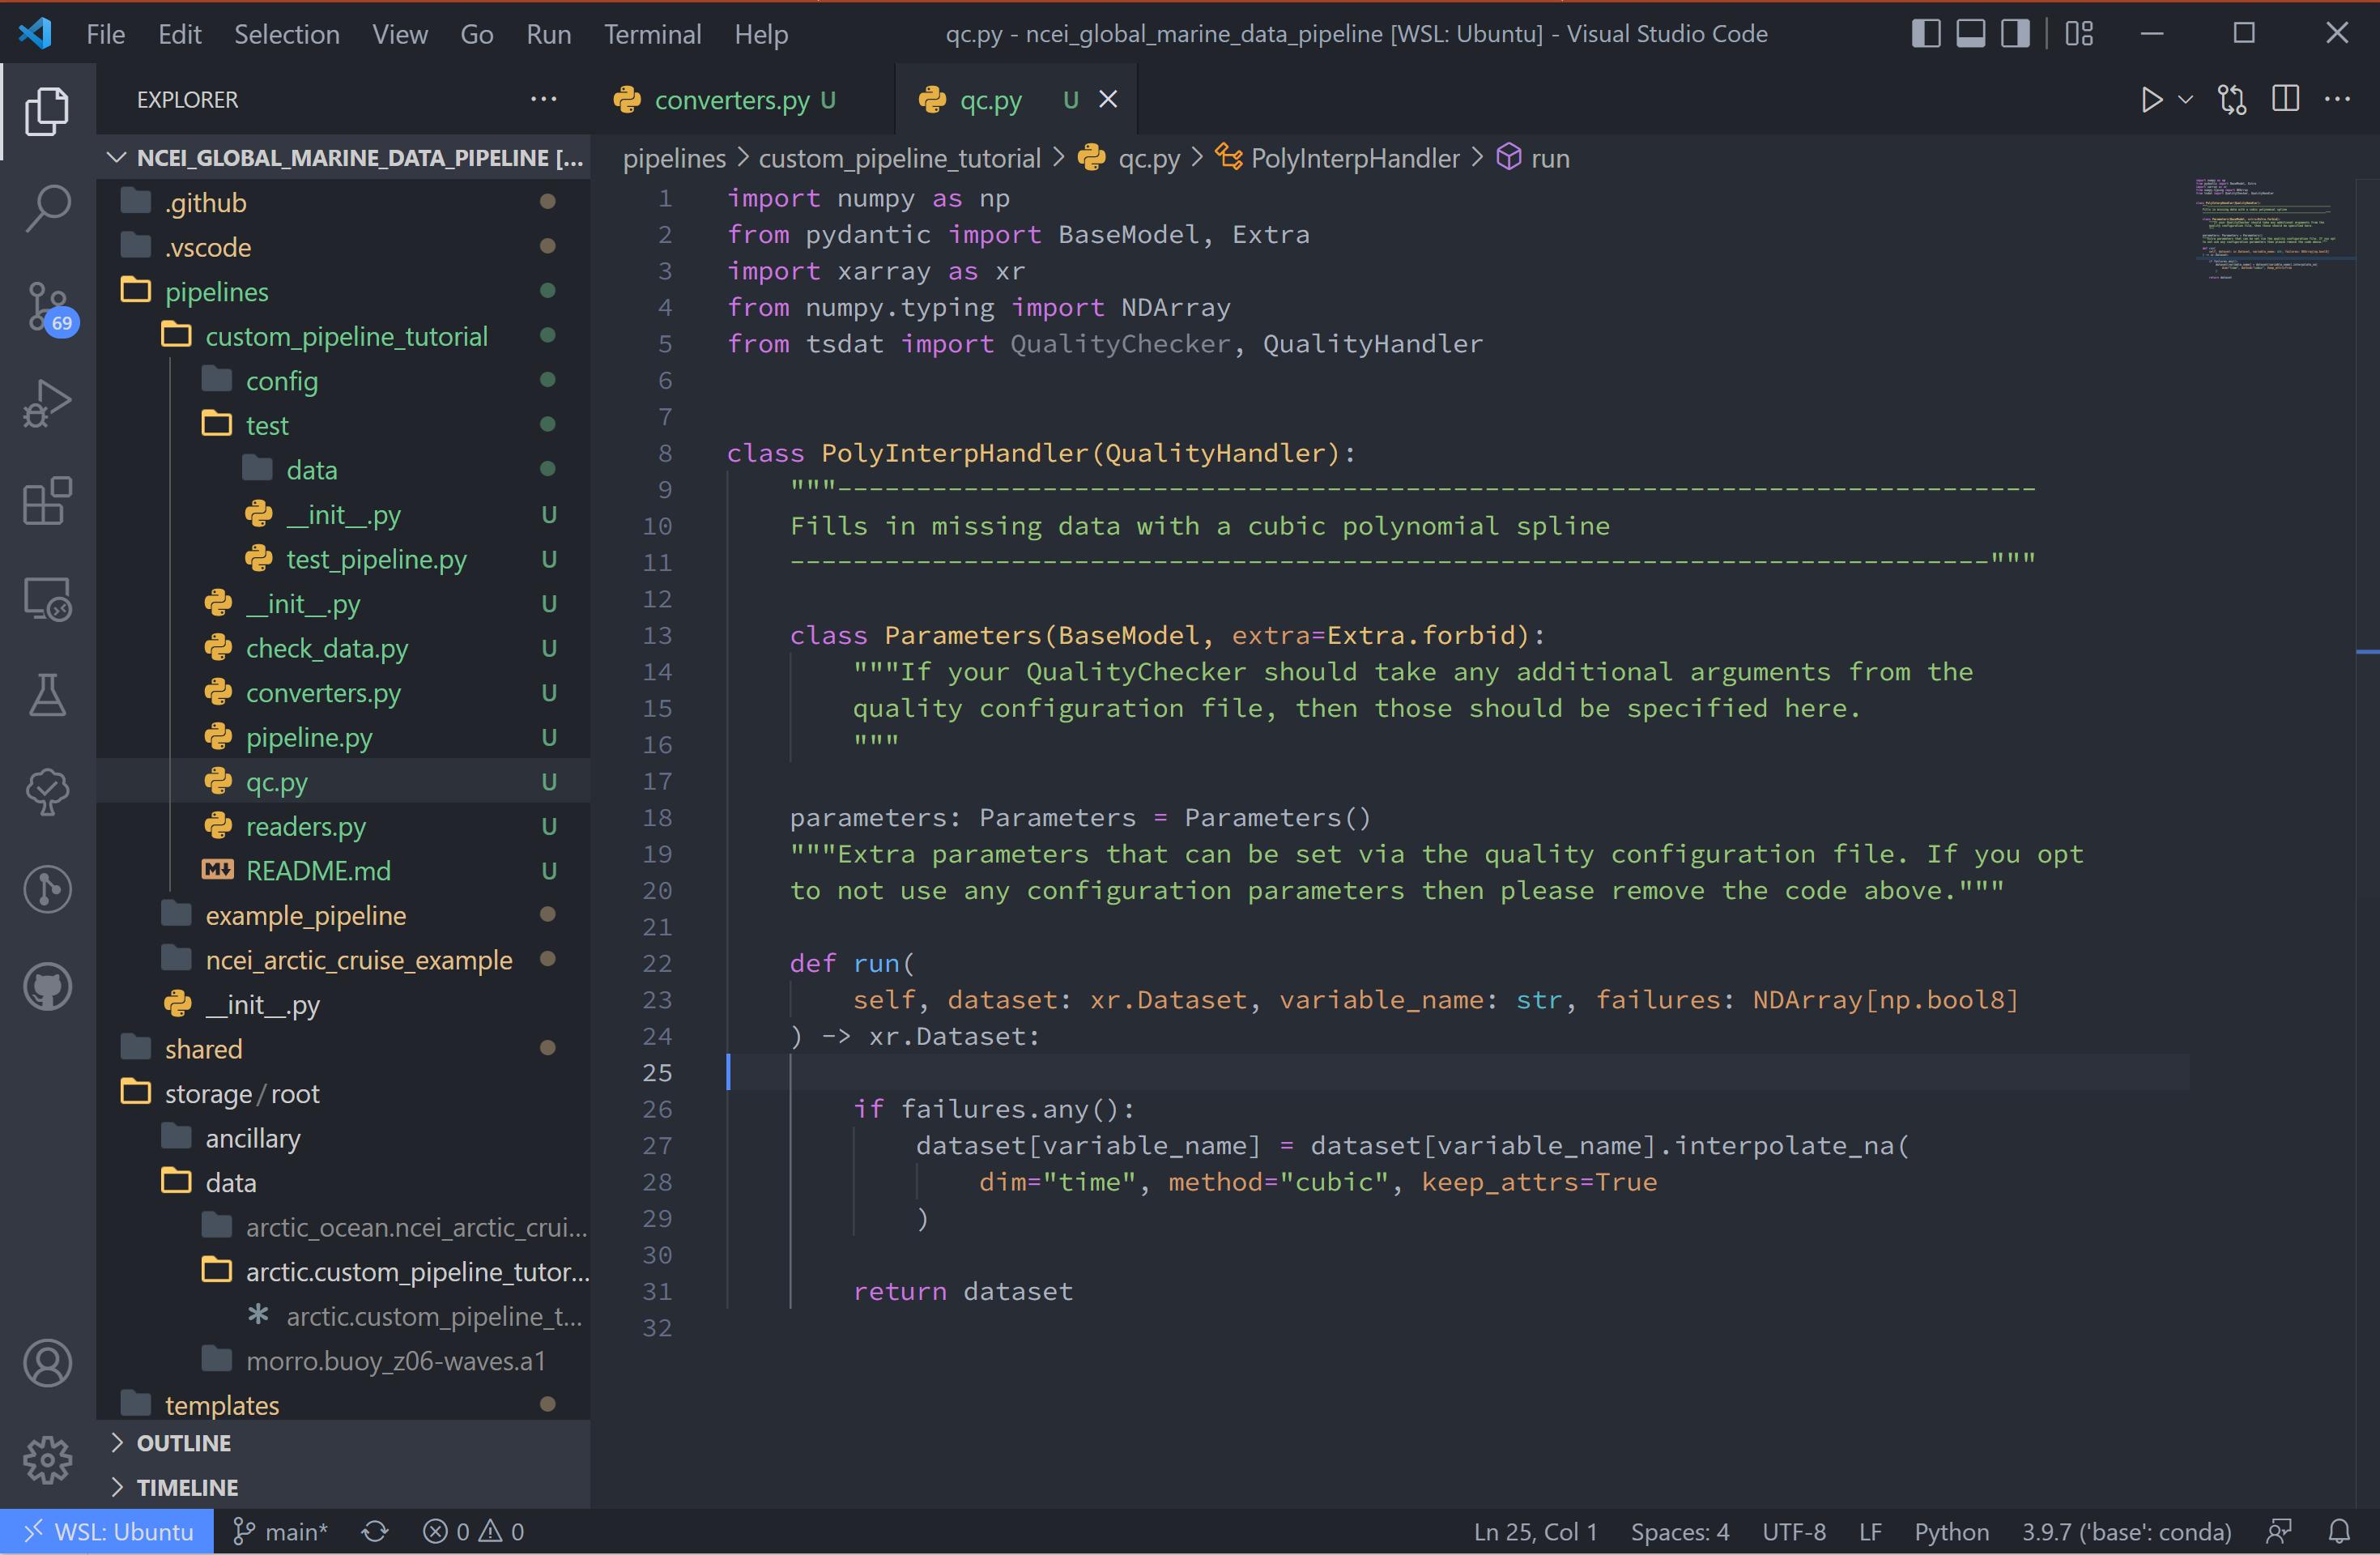 File Edit Selection View Go Run Terminal Help
qc.py - ncei_global_marine_data_pipeline [WSL: Ubuntu] - Visual Studio Code
EXPLORER
NCEI_GLOBAL_MARINE_DATA_PIPELINE [...
.github
.vscode
pipelines
custom_pipeline_tutorial
config
test
data
__init__.py U
test_pipeline.py U
__init__.py U
check_data.py U
converters.py U
pipeline.py U
qc.py U
readers.py U
README.md U
example_pipeline
ncei_arctic_cruise_example
__init__.py
shared
storage/root
ancillary
data
arctic_ocean.ncei_arctic_crui...
arctic.custom_pipeline_tutor...
arctic.custom_pipeline_t...
morro.buoy_z06-waves.a1
templates
OUTLINE
TIMELINE
69
converters.py U
qc.py U
pipelines > custom_pipeline_tutorial > qc.py > PolyInterpHandler > run
1 import numpy as np
2 from pydantic import BaseModel, Extra
3 import xarray as xr
4 from numpy.typing import NDArray
5 from tsdat import QualityChecker, QualityHandler
6
7
8 class PolyInterpHandler(QualityHandler):
9 """----------------------------------------------------------------------------
10 Fills in missing data with a cubic polynomial spline
11 ----------------------------------------------------------------------------"""
12
13 class Parameters(BaseModel, extra=Extra.forbid):
14 """If your QualityChecker should take any additional arguments from the
15 quality configuration file, then those should be specified here.
16 """
17
18 parameters: Parameters = Parameters()
19 """Extra parameters that can be set via the quality configuration file. If you opt
20 to not use any configuration parameters then please remove the code above."""
21
22 def run(
23 self, dataset: xr.Dataset, variable_name: str, failures: NDArray[np.bool8]
24 ) -> xr.Dataset:
25
26 if failures.any():
27 dataset[variable_name] = dataset[variable_name].interpolate_na(
28 dim="time", method="cubic", keep_attrs=True
29 )
30
31 return dataset
32
WSL: Ubuntu main* 0 0
Ln 25, Col 1 Spaces: 4 UTF-8 LF Python 3.9.7 ('base': conda)